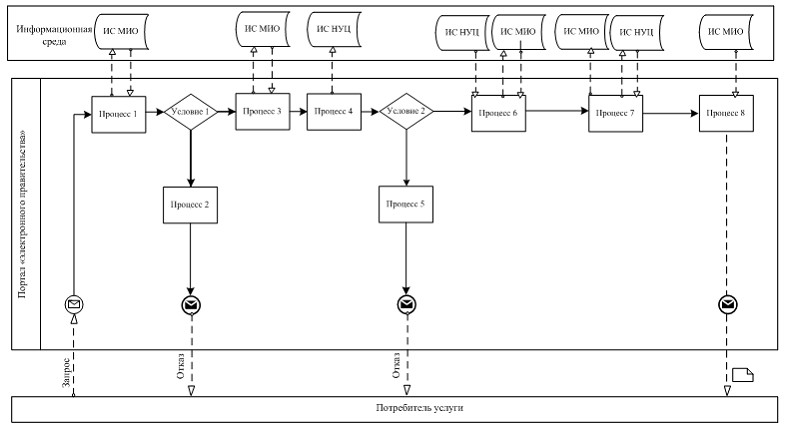 Информационная
среда
ИС МИО
ИС МИО
ИС НУЦ
ИС НУЦ
ИС МИО
ИС МИО
ИС НУЦ
ИС МИО
Портал «электронного правительства»
Процесс 1
Условие 1
Процесс 3
Процесс 4
Условие 2
Процесс 6
Процесс 7
Процесс 8
Процесс 2
Процесс 5
Запрос
Отказ
Отказ
Потребитель услуги